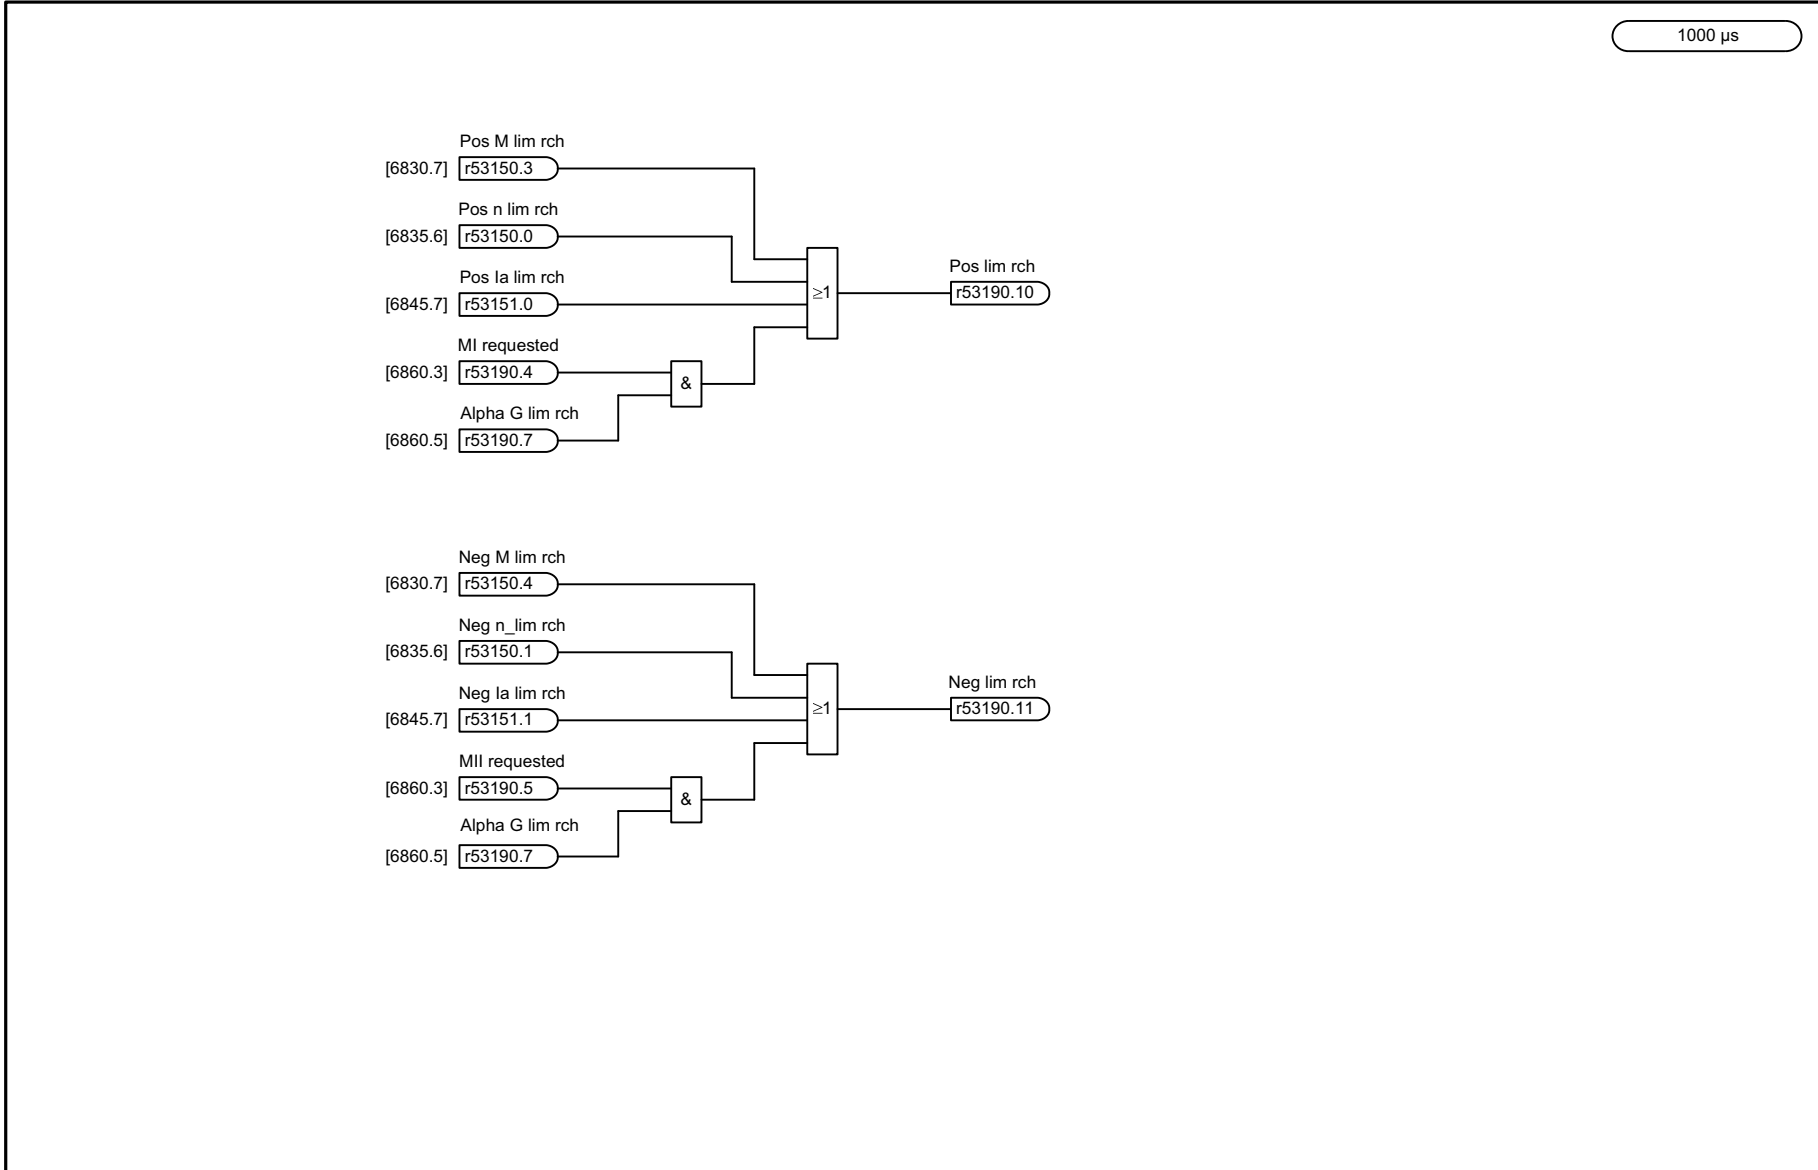 1000 µs
Pos M lim rch
[6830.7] r53150.3
Pos n lim rch
[6835.6] r53150.0
Pos Ia lim rch
[6845.7] r53151.0
MI requested
[6860.3] r53190.4
Alpha G lim rch
[6860.5] r53190.7
&
≥1
Pos lim rch
r53190.10
Neg M lim rch
[6830.7] r53150.4
Neg n_lim rch
[6835.6] r53150.1
Neg Ia lim rch
[6845.7] r53151.1
MII requested
[6860.3] r53190.5
Alpha G lim rch
[6860.5] r53190.7
&
≥1
Neg lim rch
r53190.11